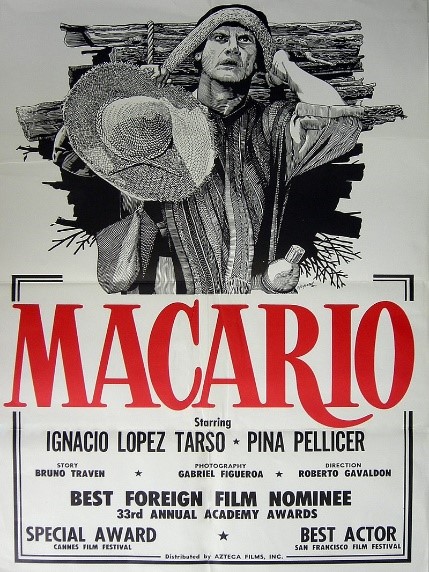 MACARIO
Starring
IGNACIO LOPEZ TARSO ★ PINA PELLICER
STORY
BRUNO TRAVEN ★
PHOTOGRAPHY
GABRIEL FIGUEROA ★
DIRECTION
ROBERTO GAVALDON
BEST FOREIGN FILM NOMINEE
33rd ANNUAL ACADEMY AWARDS
SPECIAL AWARD
CANNES FILM FESTIVAL
★
BEST ACTOR
SAN FRANCISCO FILM FESTIVAL
Distributed by AZTECA FILMS, INC.